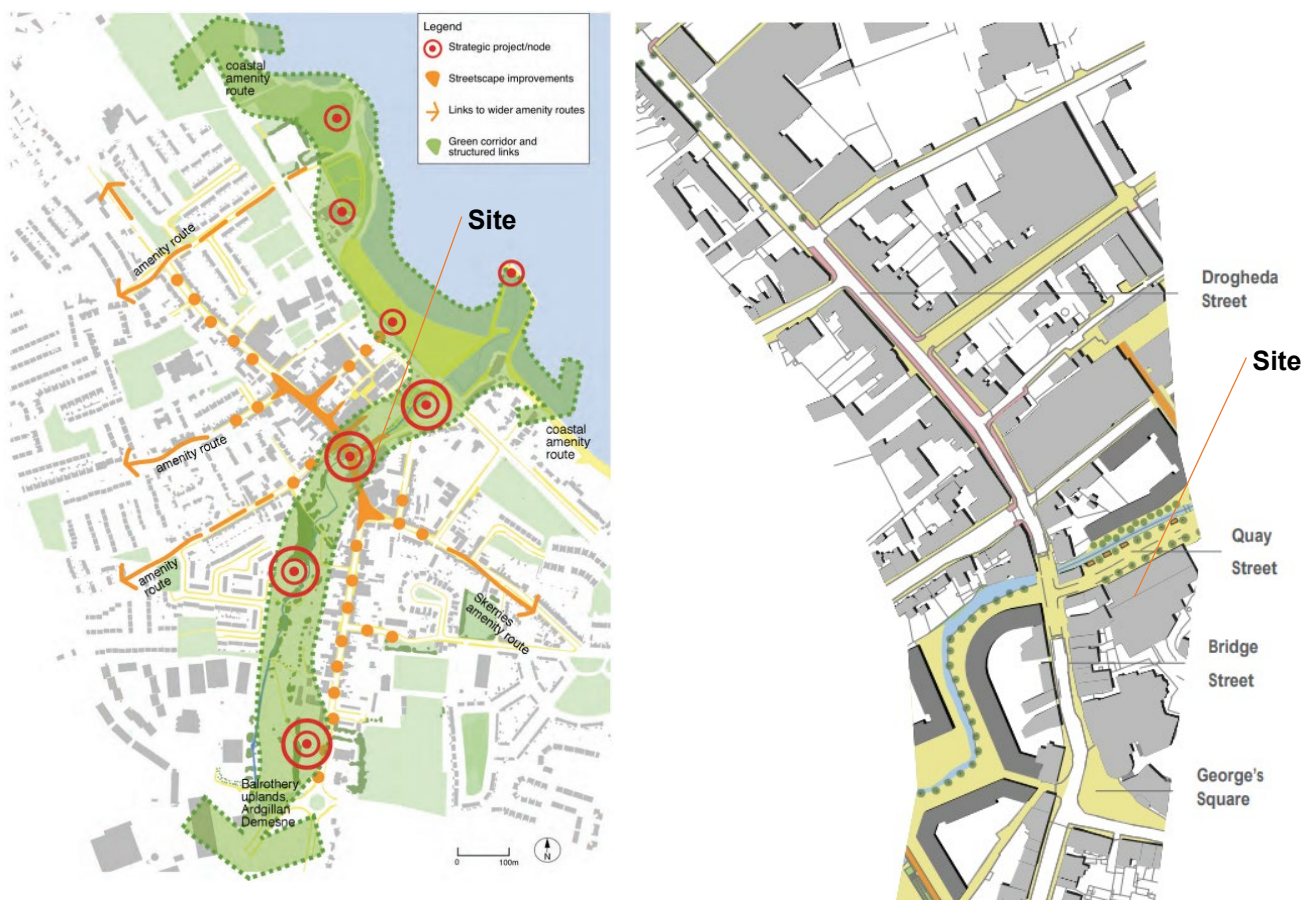 Legend
Strategic project/node
Streetscape improvements
Links to wider amenity routes
Green corridor and
structured links
coastal
amenity
route
Site
amenity route
amenity route
amenity
route
coastal
amenity
route
Skerries
amenity route
Balrothery
uplands,
Ardgillan
Demesne
0
100m
N
Drogheda
Street
Site
Quay
Street
Bridge
Street
George's
Square